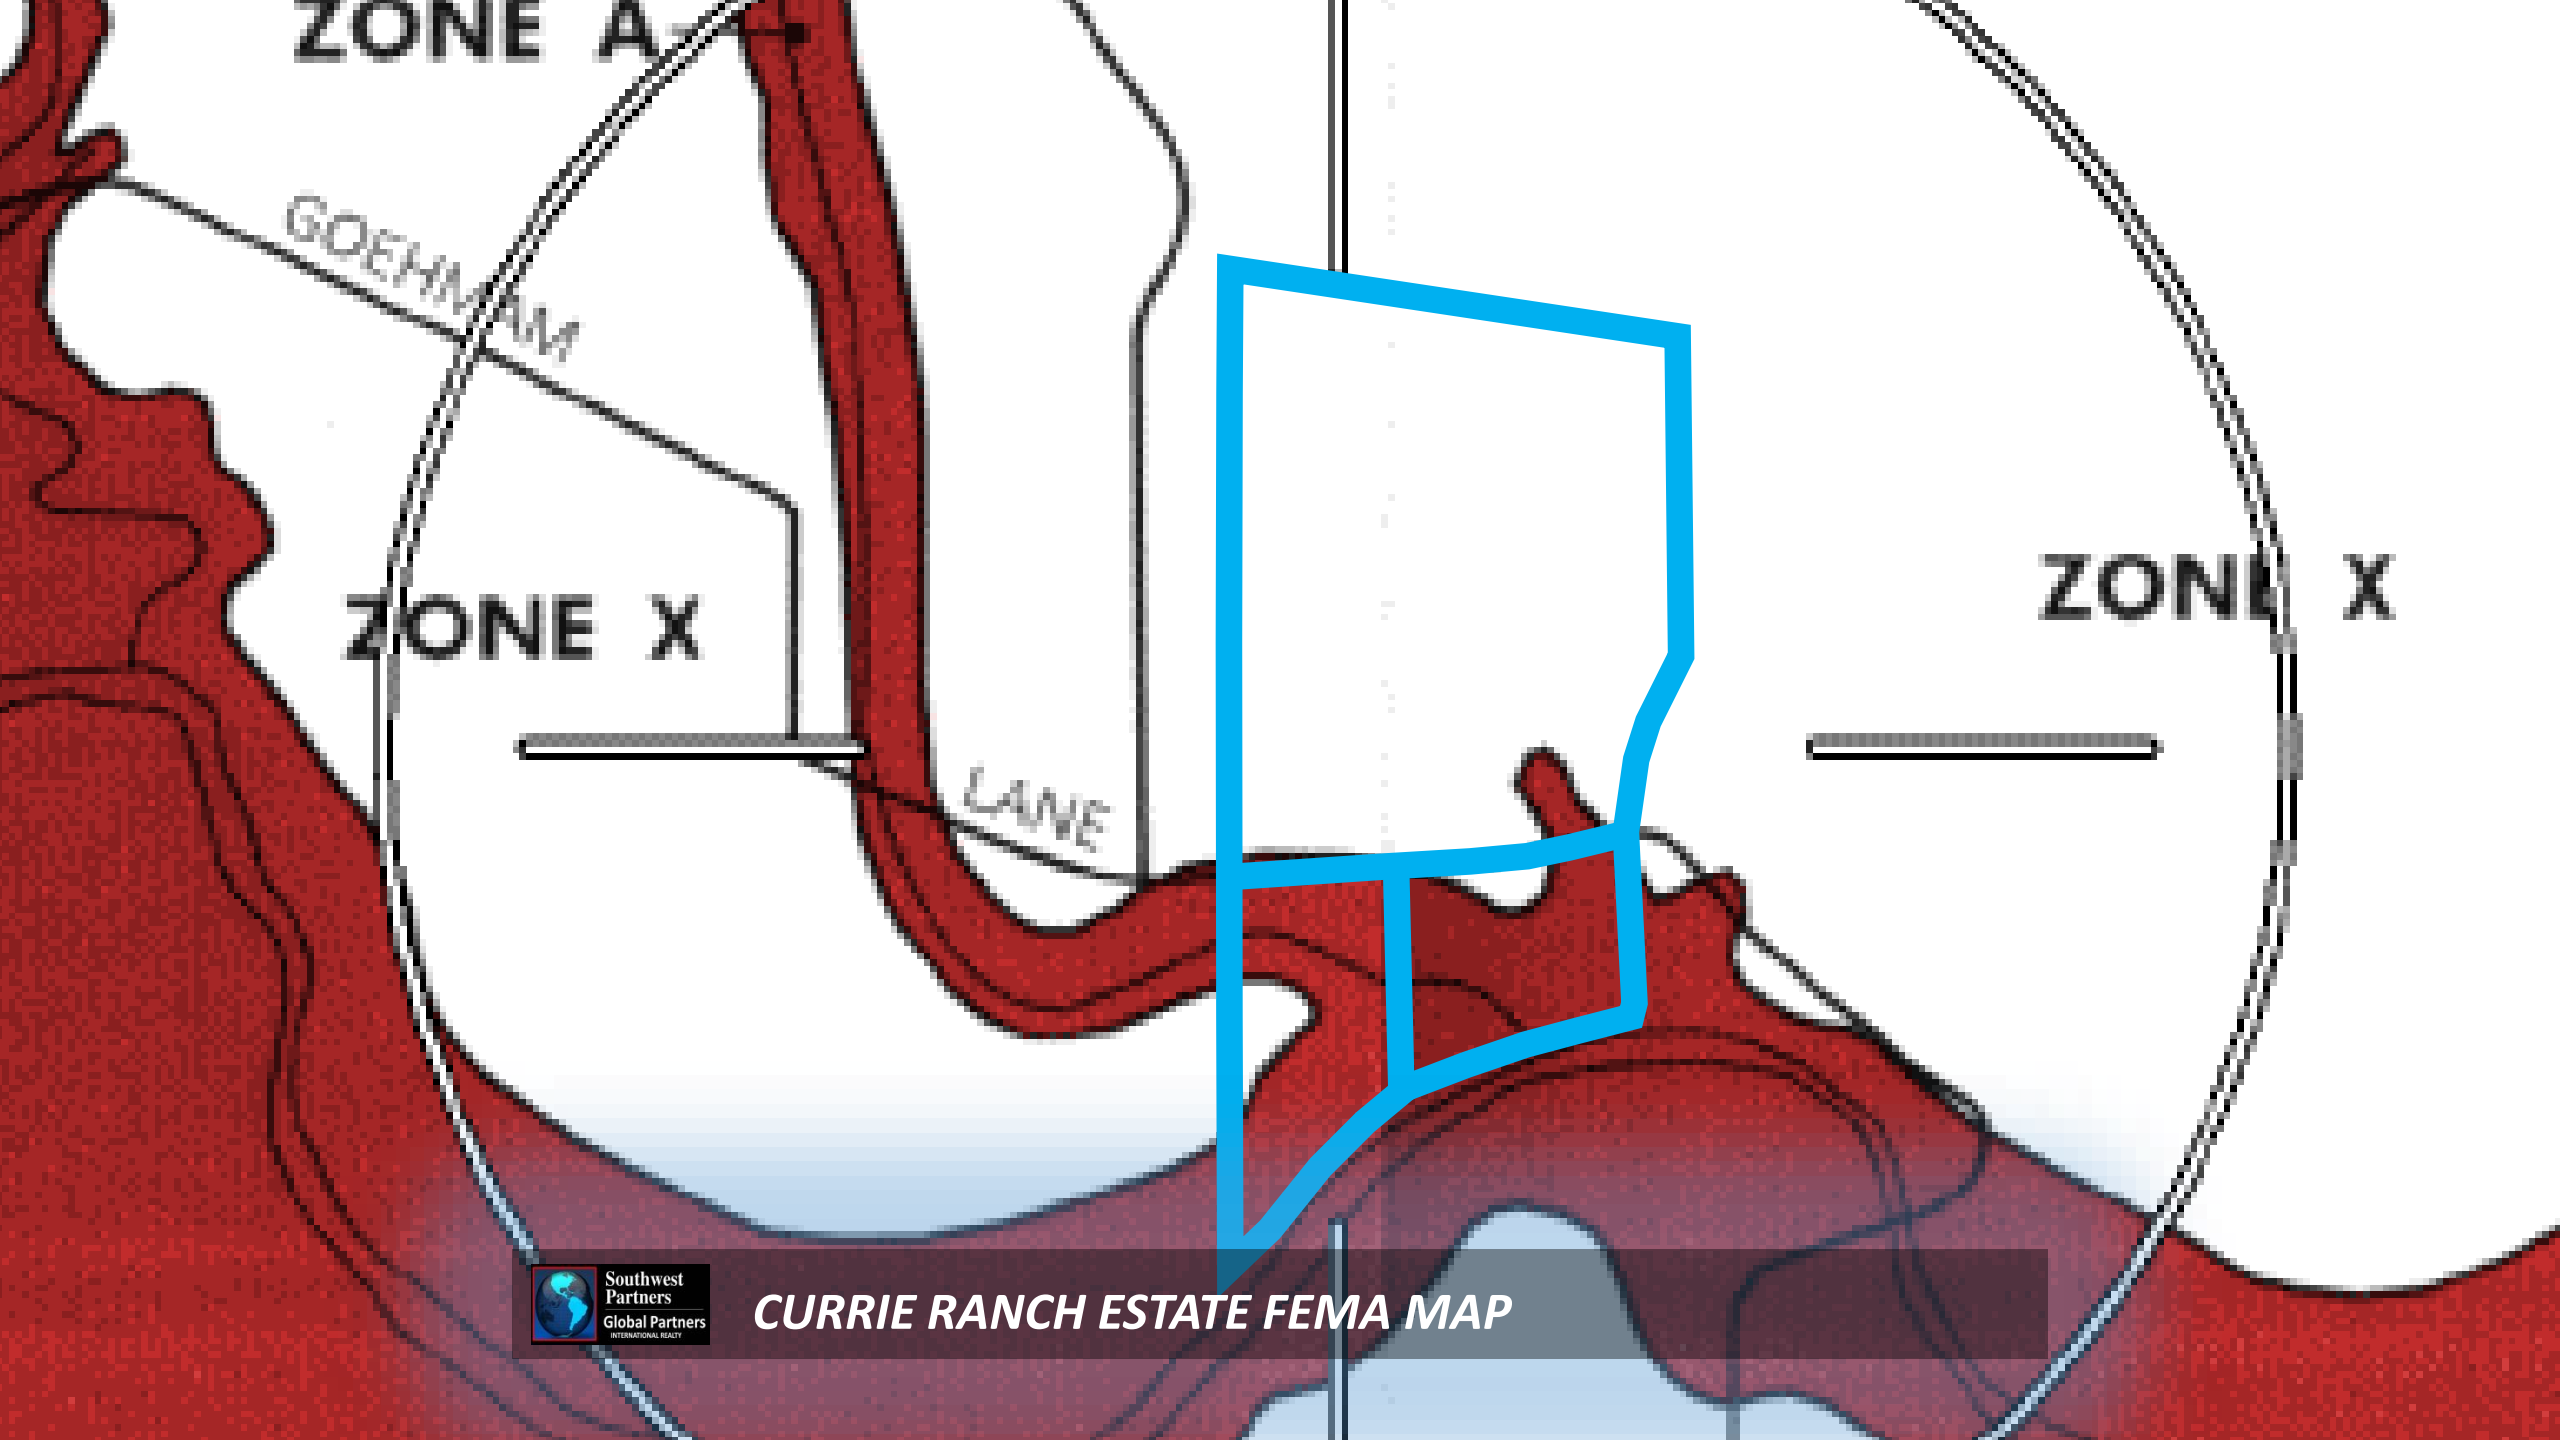 ZONE A
GOEHMAM
ZONE X
ZONE X
LANE
Southwest
Partners
Global Partners
INTERNATIONAL REALTY
CURRIE RANCH ESTATE FEMA MAP